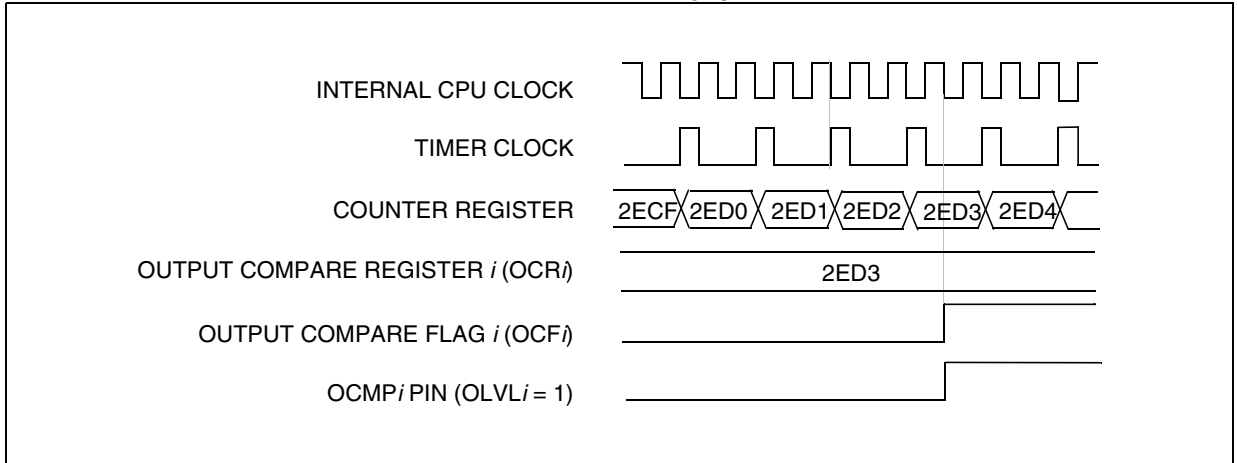 INTERNAL CPU CLOCK
TIMER CLOCK
COUNTER REGISTER 2ECF 2ED0 2ED1 2ED2 2ED3 2ED4
OUTPUT COMPARE REGISTER i (OCRi) 2ED3
OUTPUT COMPARE FLAG i (OCFi)
OCMPi PIN (OLVLi = 1)